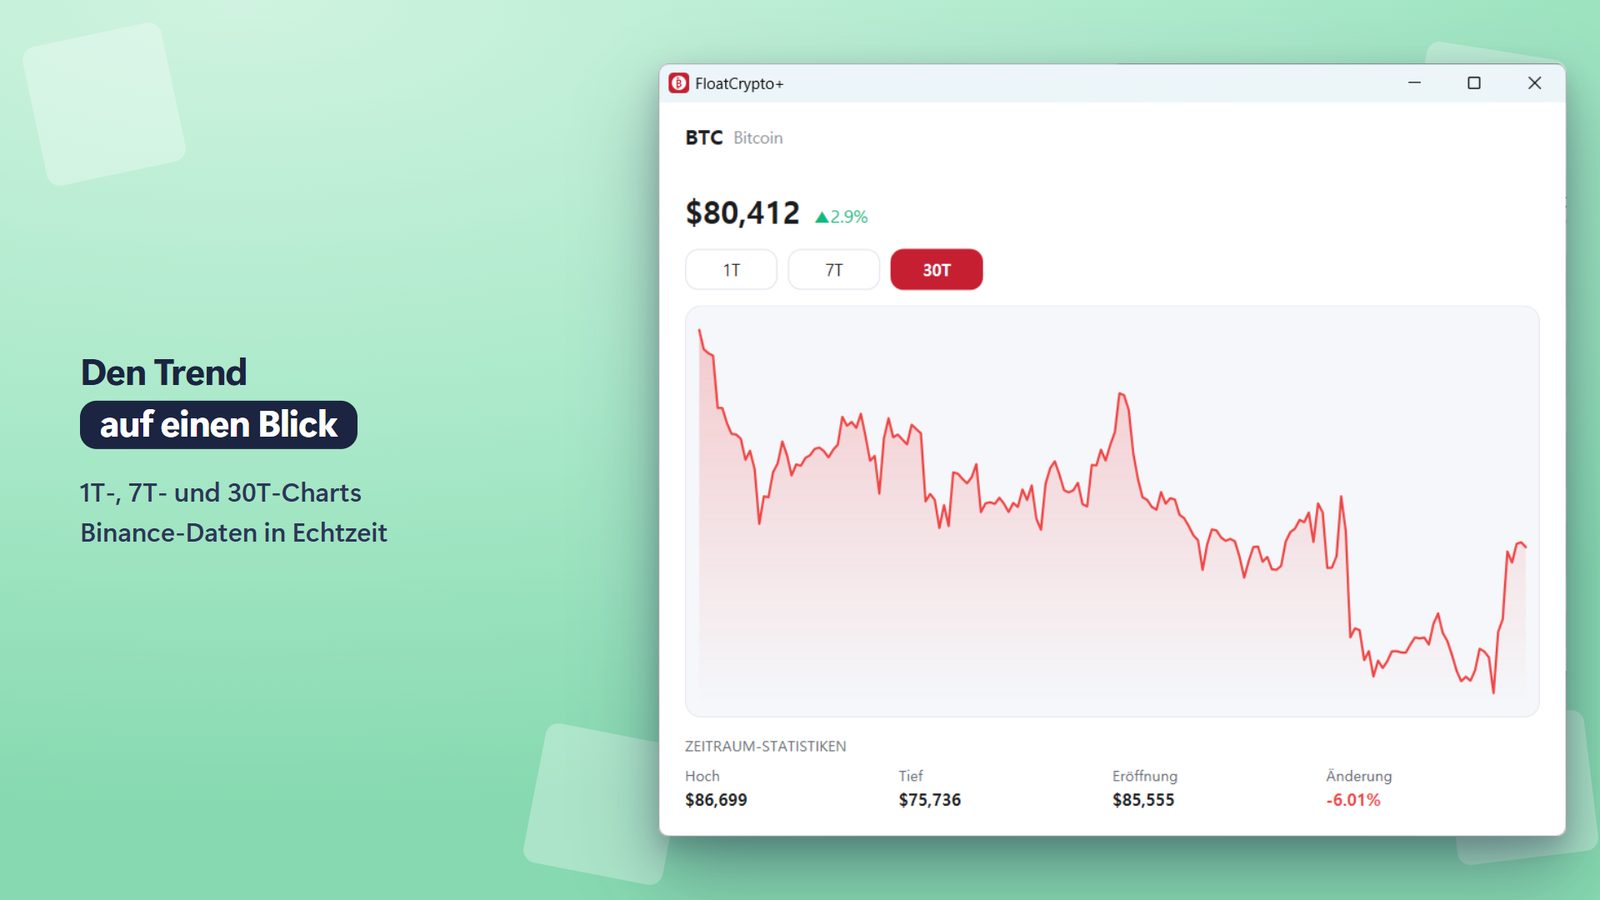 Den Trend
auf einen Blick
1T-, 7T- und 30T-Charts
Binance-Daten in Echtzeit
FloatCrypto+
BTC Bitcoin
$80,412 ▲2.9%
1T 7T 30T
ZEITRAUM-STATISTIKEN
Hoch Tief Eröffnung Änderung
$86,699 $75,736 $85,555 -6.01%